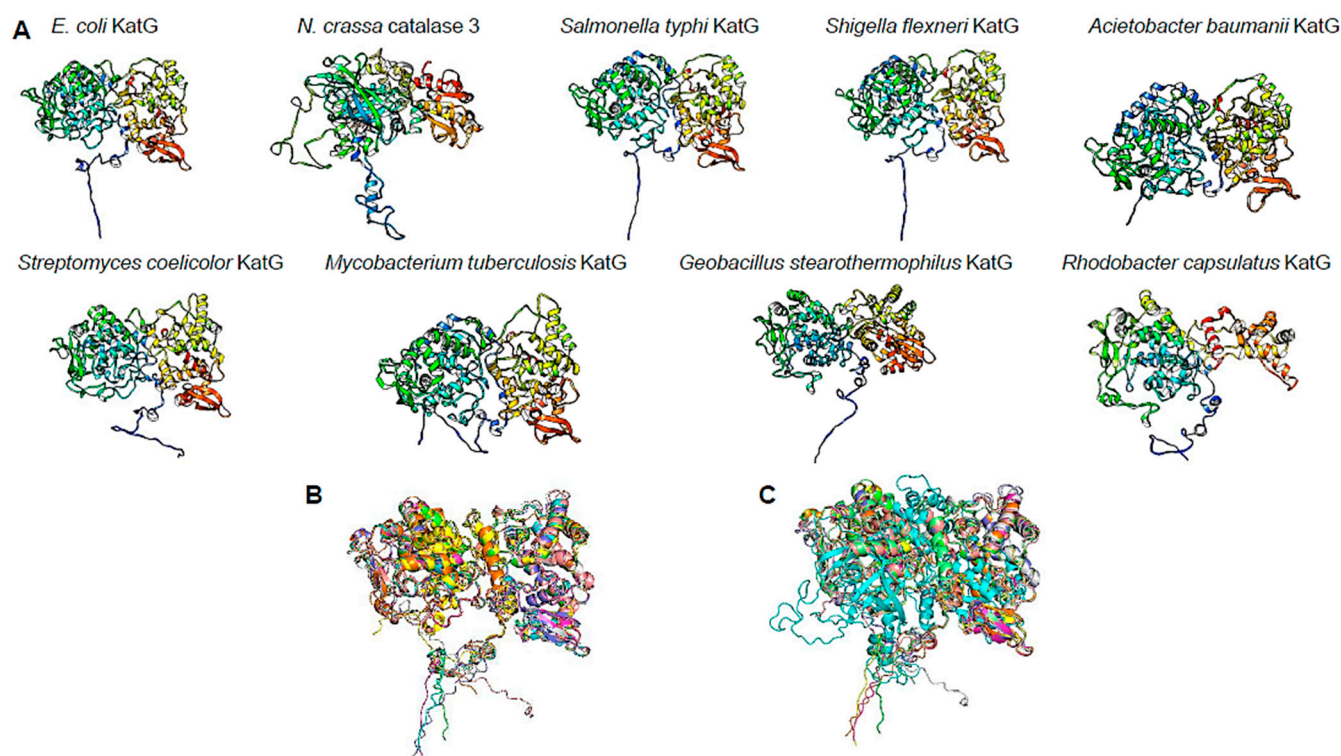 A
E. coli KatG
N. crassa catalase 3
Salmonella typhi KatG
Shigella flexneri KatG
Acietobacter baumanii KatG
Streptomyces coelicolor KatG
Mycobacterium tuberculosis KatG
Geobacillus stearothermophilus KatG
Rhodobacter capsulatus KatG
B
C